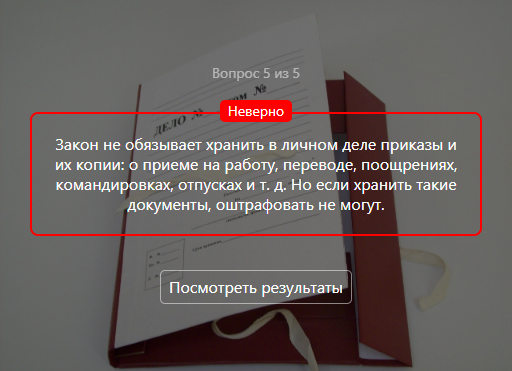 Вопрос 5 из 5
Неверно
Закон не обязывает хранить в личном деле приказы и
их копии: о приеме на работу, переводе, поощрениях,
командировках, отпусках и т. д. Но если хранить такие
документы, оштрафовать не могут.
ДЕЛО №
ТОМ №
Посмотреть результаты